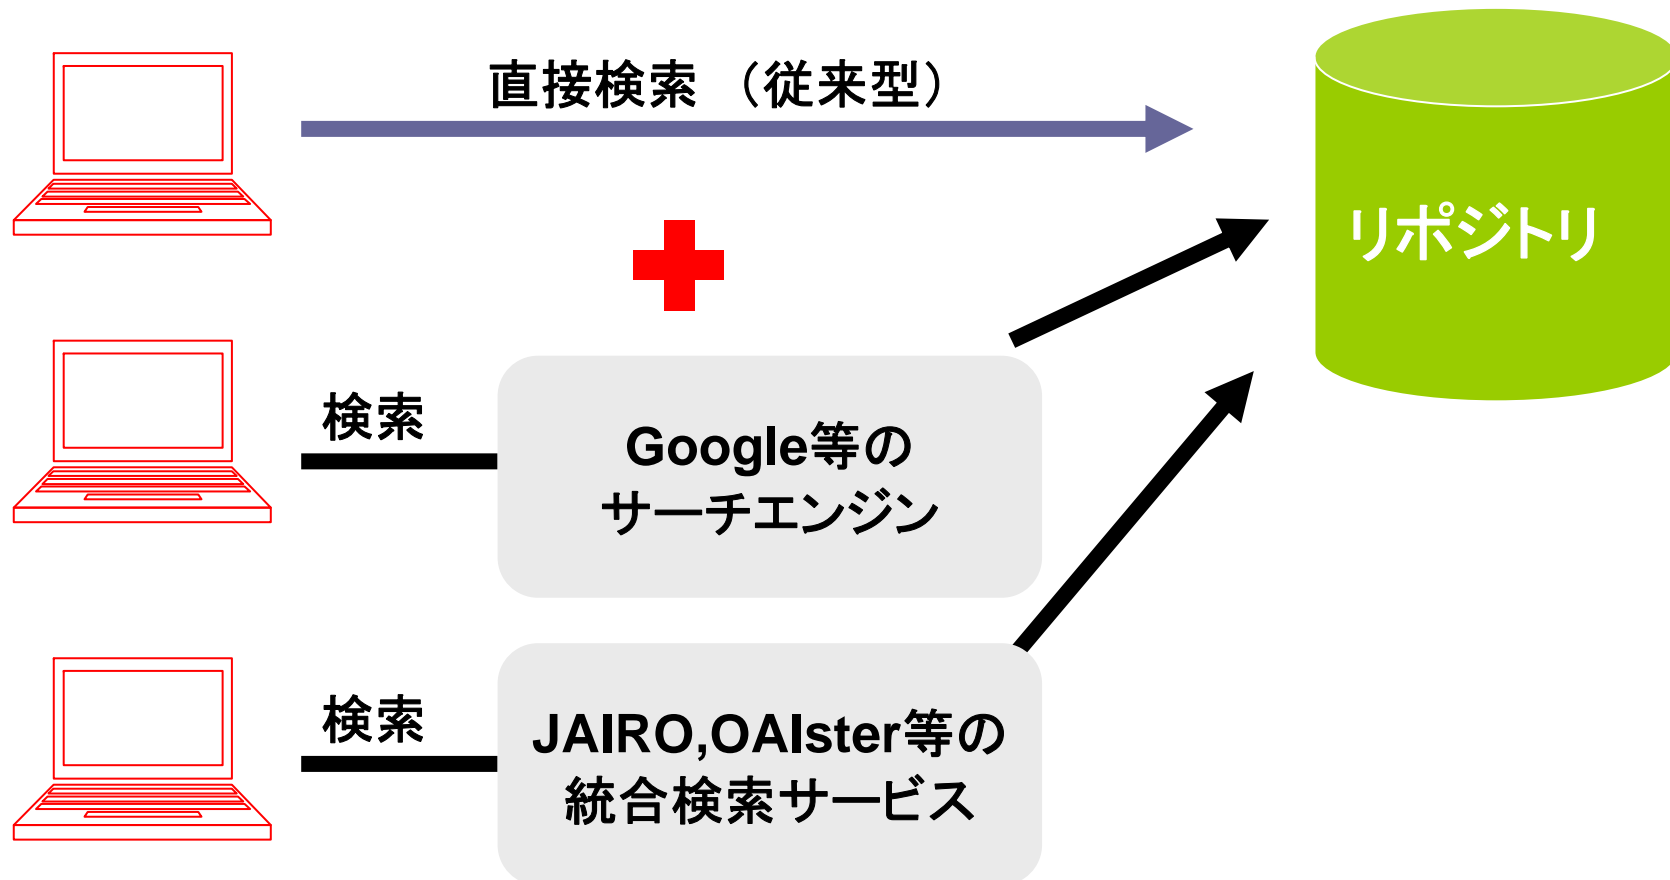 直接検索 （従来型）
リポジトリ
検索
Google等の
サーチエンジン
検索
JAIRO,OAIster等の
統合検索サービス